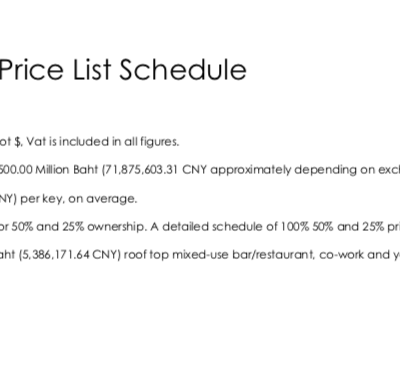 Price List Schedule
ot $, Vat is included in all figures.
500.00 Million Baht (71,875,603.31 CNY approximately depending on excl
NY) per key, on average.
or 50% and 25% ownership. A detailed schedule of 100% 50% and 25% pri
aht (5,386,171.64 CNY) roof top mixed-use bar/restaurant, co-work and y